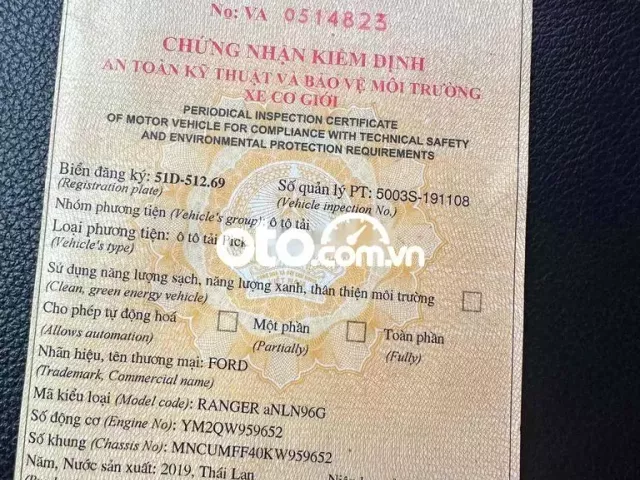 No: VA 0514823
CHỨNG NHẬN KIỂM ĐỊNH
AN TOÀN KỸ THUẬT VÀ BẢO VỆ MÔI TRƯỜNG
XE CƠ GIỚI
PERIODICAL INSPECTION CERTIFICATE
OF MOTOR VEHICLE FOR COMPLIANCE WITH TECHNICAL SAFETY
AND ENVIRONMENTAL PROTECTION REQUIREMENTS
Biển đăng ký: 51D-512.69
(Registration plate)
Số quản lý PT: 5003S-191108
(Vehicle inpection No.)
Nhóm phương tiện (Vehicle's group): ô tô tải
Loại phương tiện: ô tô tải
(Vehicle's type)
oto.com.vn
Sử dụng năng lượng sạch, năng lượng xanh, thân thiện môi trường
(Clean, green energy vehicle)
Cho phép tự động hoá Một phần Toàn phần
(Allows automation) (Partially) (Fully)
Nhãn hiệu, tên thương mại: FORD
(Trademark, Commercial name)
Mã kiểu loại (Model code): RANGER aNLN96G
Số động cơ (Engine No): YM2QW959652
Số khung (Chassis No): MNCUMFF40KW959652
Năm, Nước sản xuất: 2019, Thái Lan